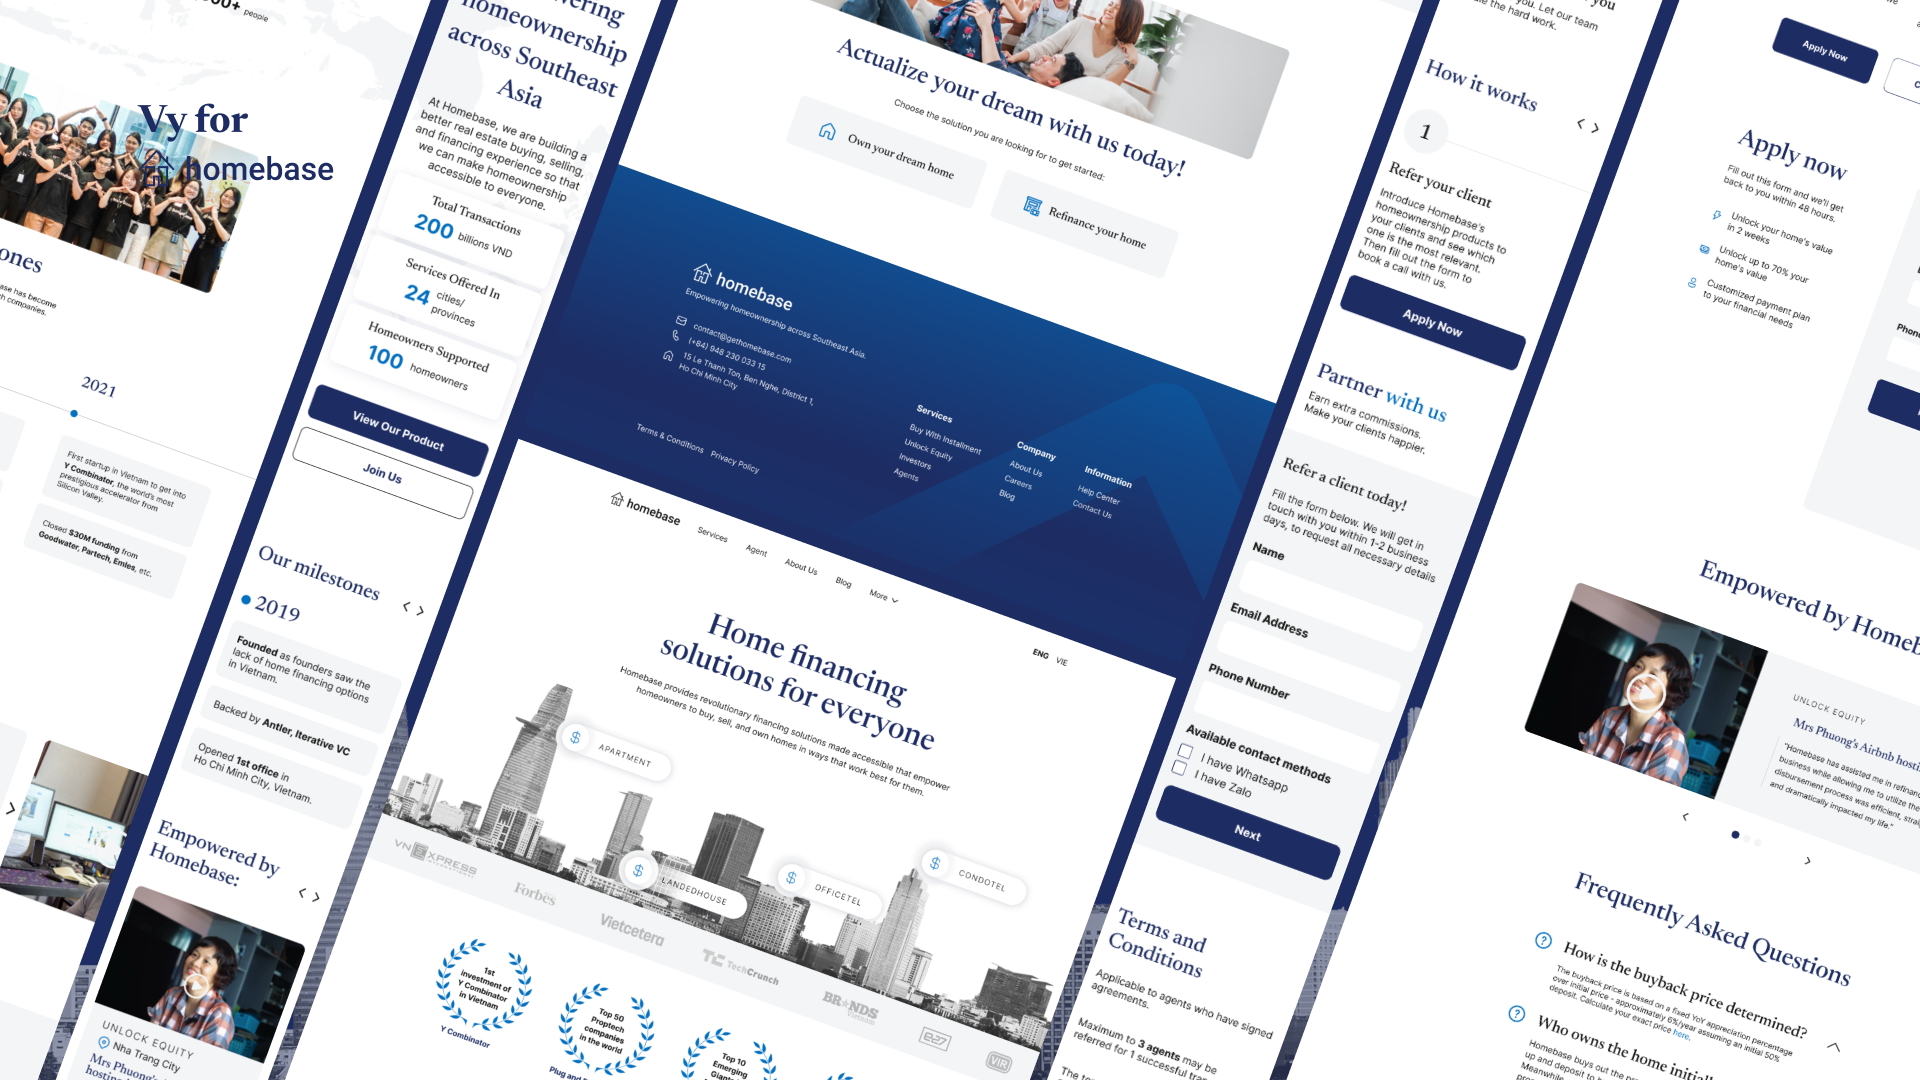 people
Vy for
homebase
2021
First startup in Vietnam to get into
Y Combinator, the world's most
prestigious accelerator from
Silicon Valley.
Closed $30M funding from
Goodwater, Partech, Emles, etc.
homeownership
across Southeast
Asia
At Homebase, we are building a
better real estate buying, selling,
and financing experience so that
we can make homeownership
accessible to everyone.
Total Transactions
200 billions VND
Services Offered In
24 cities/
provinces
Homeowners Supported
100 homeowners
View Our Product
Join Us
Our milestones
2019
Founded as founders saw the
lack of home financing options
in Vietnam.
Backed by Antler, Iterative VC
Opened 1st office in
Ho Chi Minh City, Vietnam.
Empowered by
Homebase:
UNLOCK EQUITY
Nha Trang City
Mrs Phuong's
Actualize your dream with us today!
Choose the solution you are looking for to get started:
Own your dream home
Refinance your home
homebase
Empowering homeownership across Southeast Asia.
contact@gethomebase.com
(+84) 948 230 033 15
15 Le Thanh Ton, Ben Nghe, District 1,
Ho Chi Minh City
Terms & Conditions Privacy Policy
Services
Buy With Installment
Unlock Equity
Investors
Agents
Company
About Us
Careers
Blog
Information
Help Center
Contact Us
homebase
Services
Agent
About Us
Blog
More
ENG VIE
Home financing
solutions for everyone
Homebase provides revolutionary financing solutions made accessible that empower
homeowners to buy, sell, and own homes in ways that work best for them.
APARTMENT
LANDEDHOUSE
OFFICETEL
CONDOTEL
VNEXPRESS
INTERNATIONAL
Forbes
Vietcetera
TechCrunch
BRANDS
Vietnam
e27
VIR
1st
investment of
Y Combinator
in Vietnam
Y Combinator
Top 50
Proptech
companies
in the world
Top 10
Emerging
you. Let our team
the hard work.
How it works
1
Refer your client
Introduce Homebase's
homeownership products to
your clients and see which
one is the most relevant.
Then fill out the form to
book a call with us.
Apply Now
Partner with us
Earn extra commissions.
Make your clients happier.
Refer a client today!
Fill the form below. We will get in
touch with you within 1-2 business
days, to request all necessary details
Name
Email Address
Phone Number
Available contact methods
I have Whatsapp
I have Zalo
Next
Terms and
Conditions
Applicable to agents who have signed
agreements.
Maximum to 3 agents may be
referred for 1 successful
Apply Now
Apply now
Fill out this form and we'll get
back to you within 48 hours.
Unlock your home's value
in 2 weeks
Unlock up to 70% your
home's value
Customized payment plan
to your financial needs
Empowered by
UNLOCK EQUITY
Mrs Phuong's Airbnb
"Homebase has assisted me in
business while allowing me to utilize the
disbursement process was efficient,
and dramatically impacted my life."
Frequently Asked Questions
How is the buyback price determined?
The buyback price is based on a fixed YoY appreciation percentage
over initial price - approximately 6%/year assuming an initial 50%
deposit. Calculate your exact price here.
Who owns the home
Homebase buys out the
up and deposit to
Meanwhile